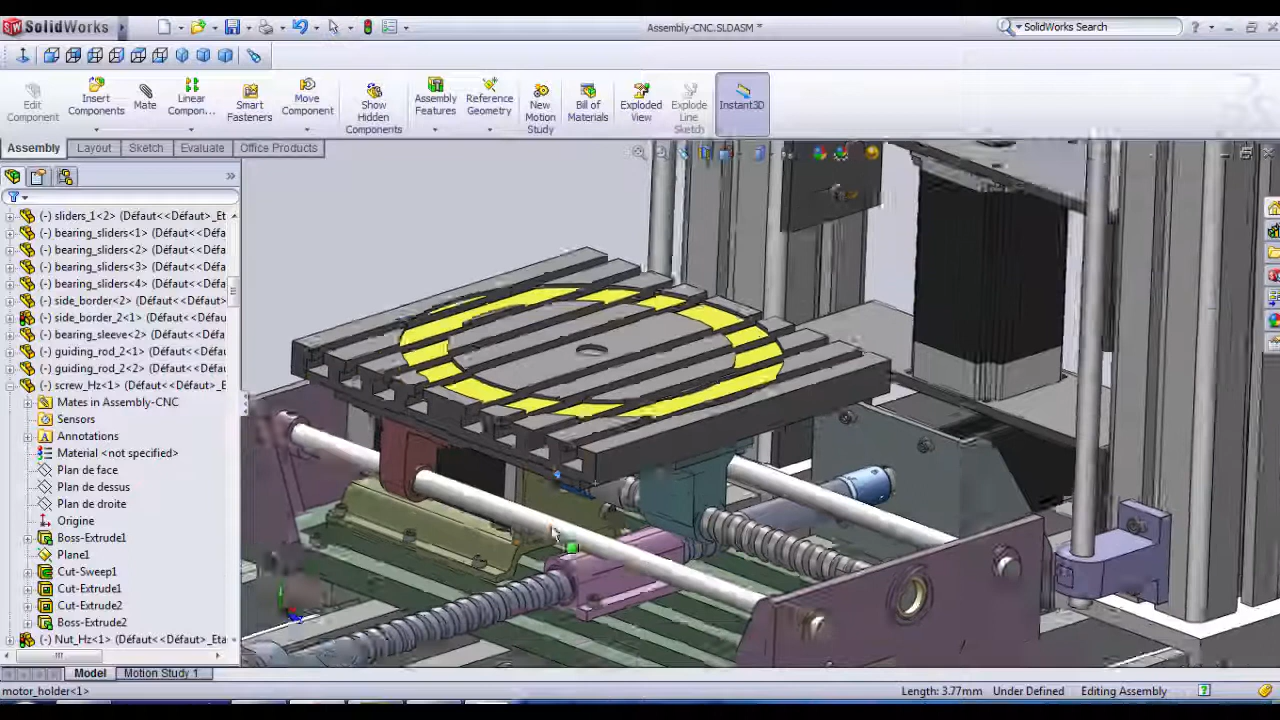 SolidWorks
Assembly-CNC.SLDASM *
SolidWorks Search
Edit Component
Insert Components
Mate
Linear Compon...
Smart Fasteners
Move Component
Show Hidden Components
Assembly Features
Reference Geometry
New Motion Study
Bill of Materials
Exploded View
Explode Line Sketch
Instant3D
Assembly
Layout
Sketch
Evaluate
Office Products
(-) sliders_1<2> (Défaut<<Défaut>_Et
(-) bearing_sliders<1> (Défaut<<Défa
(-) bearing_sliders<2> (Défaut<<Défa
(-) bearing_sliders<3> (Défaut<<Défa
(-) bearing_sliders<4> (Défaut<<Défa
(-) side_border<2> (Défaut<<Défaut>
(-) side_border_2<1> (Défaut<<Défau
(-) bearing_sleeve<2> (Défaut<<Défa
(-) guiding_rod_2<1> (Défaut<<Défau
(-) guiding_rod_2<2> (Défaut<<Défau
(-) screw_Hz<1> (Défaut<<Défaut>_E
Mates in Assembly-CNC
Sensors
Annotations
Material <not specified>
Plan de face
Plan de dessus
Plan de droite
Origine
Boss-Extrude1
Plane1
Cut-Sweep1
Cut-Extrude1
Cut-Extrude2
Boss-Extrude2
(-) Nut_Hz<1> (Défaut<<Défaut>_Eta
Model
Motion Study 1
motor_holder<1>
Length: 3.77mm
Under Defined
Editing Assembly